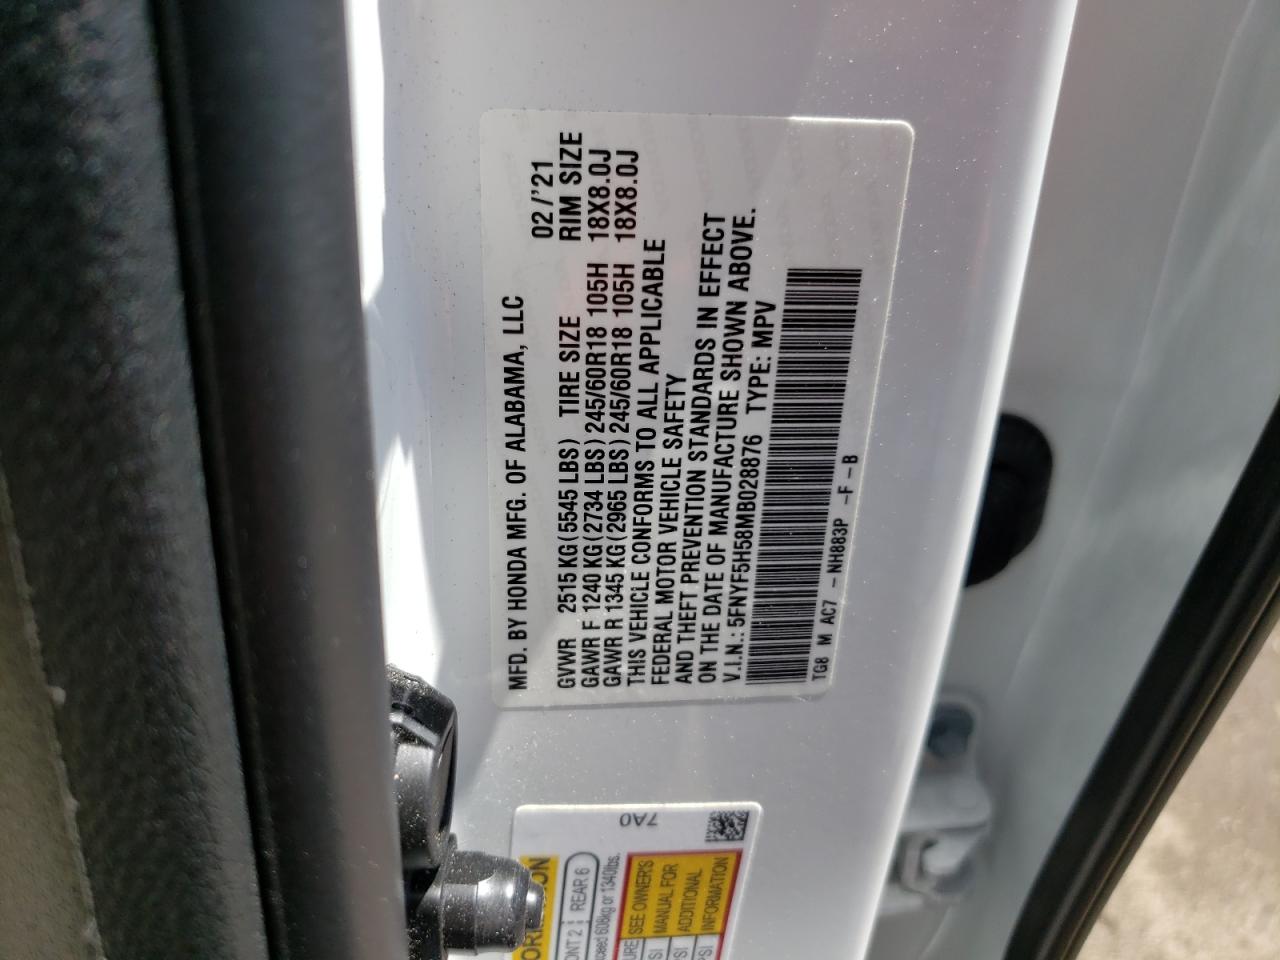 MFD. BY HONDA MFG. OF ALABAMA, LLC 02/'21
GVWR 2515 KG (5545 LBS) TIRE SIZE RIM SIZE
GAWR F 1240 KG (2734 LBS) 245/60R18 105H 18X8.0J
GAWR R 1345 KG (2965 LBS) 245/60R18 105H 18X8.0J
THIS VEHICLE CONFORMS TO ALL APPLICABLE
FEDERAL MOTOR VEHICLE SAFETY
AND THEFT PREVENTION STANDARDS IN EFFECT
ON THE DATE OF MANUFACTURE SHOWN ABOVE.
V.I.N.: 5FNYF5H58MB028876 TYPE: MPV
TG8 M AC7 -NH883P -F-B
7A0
REAR 6
608kg or 1340lbs.
SEE OWNER'S
MANUAL FOR
ADDITIONAL
INFORMATION